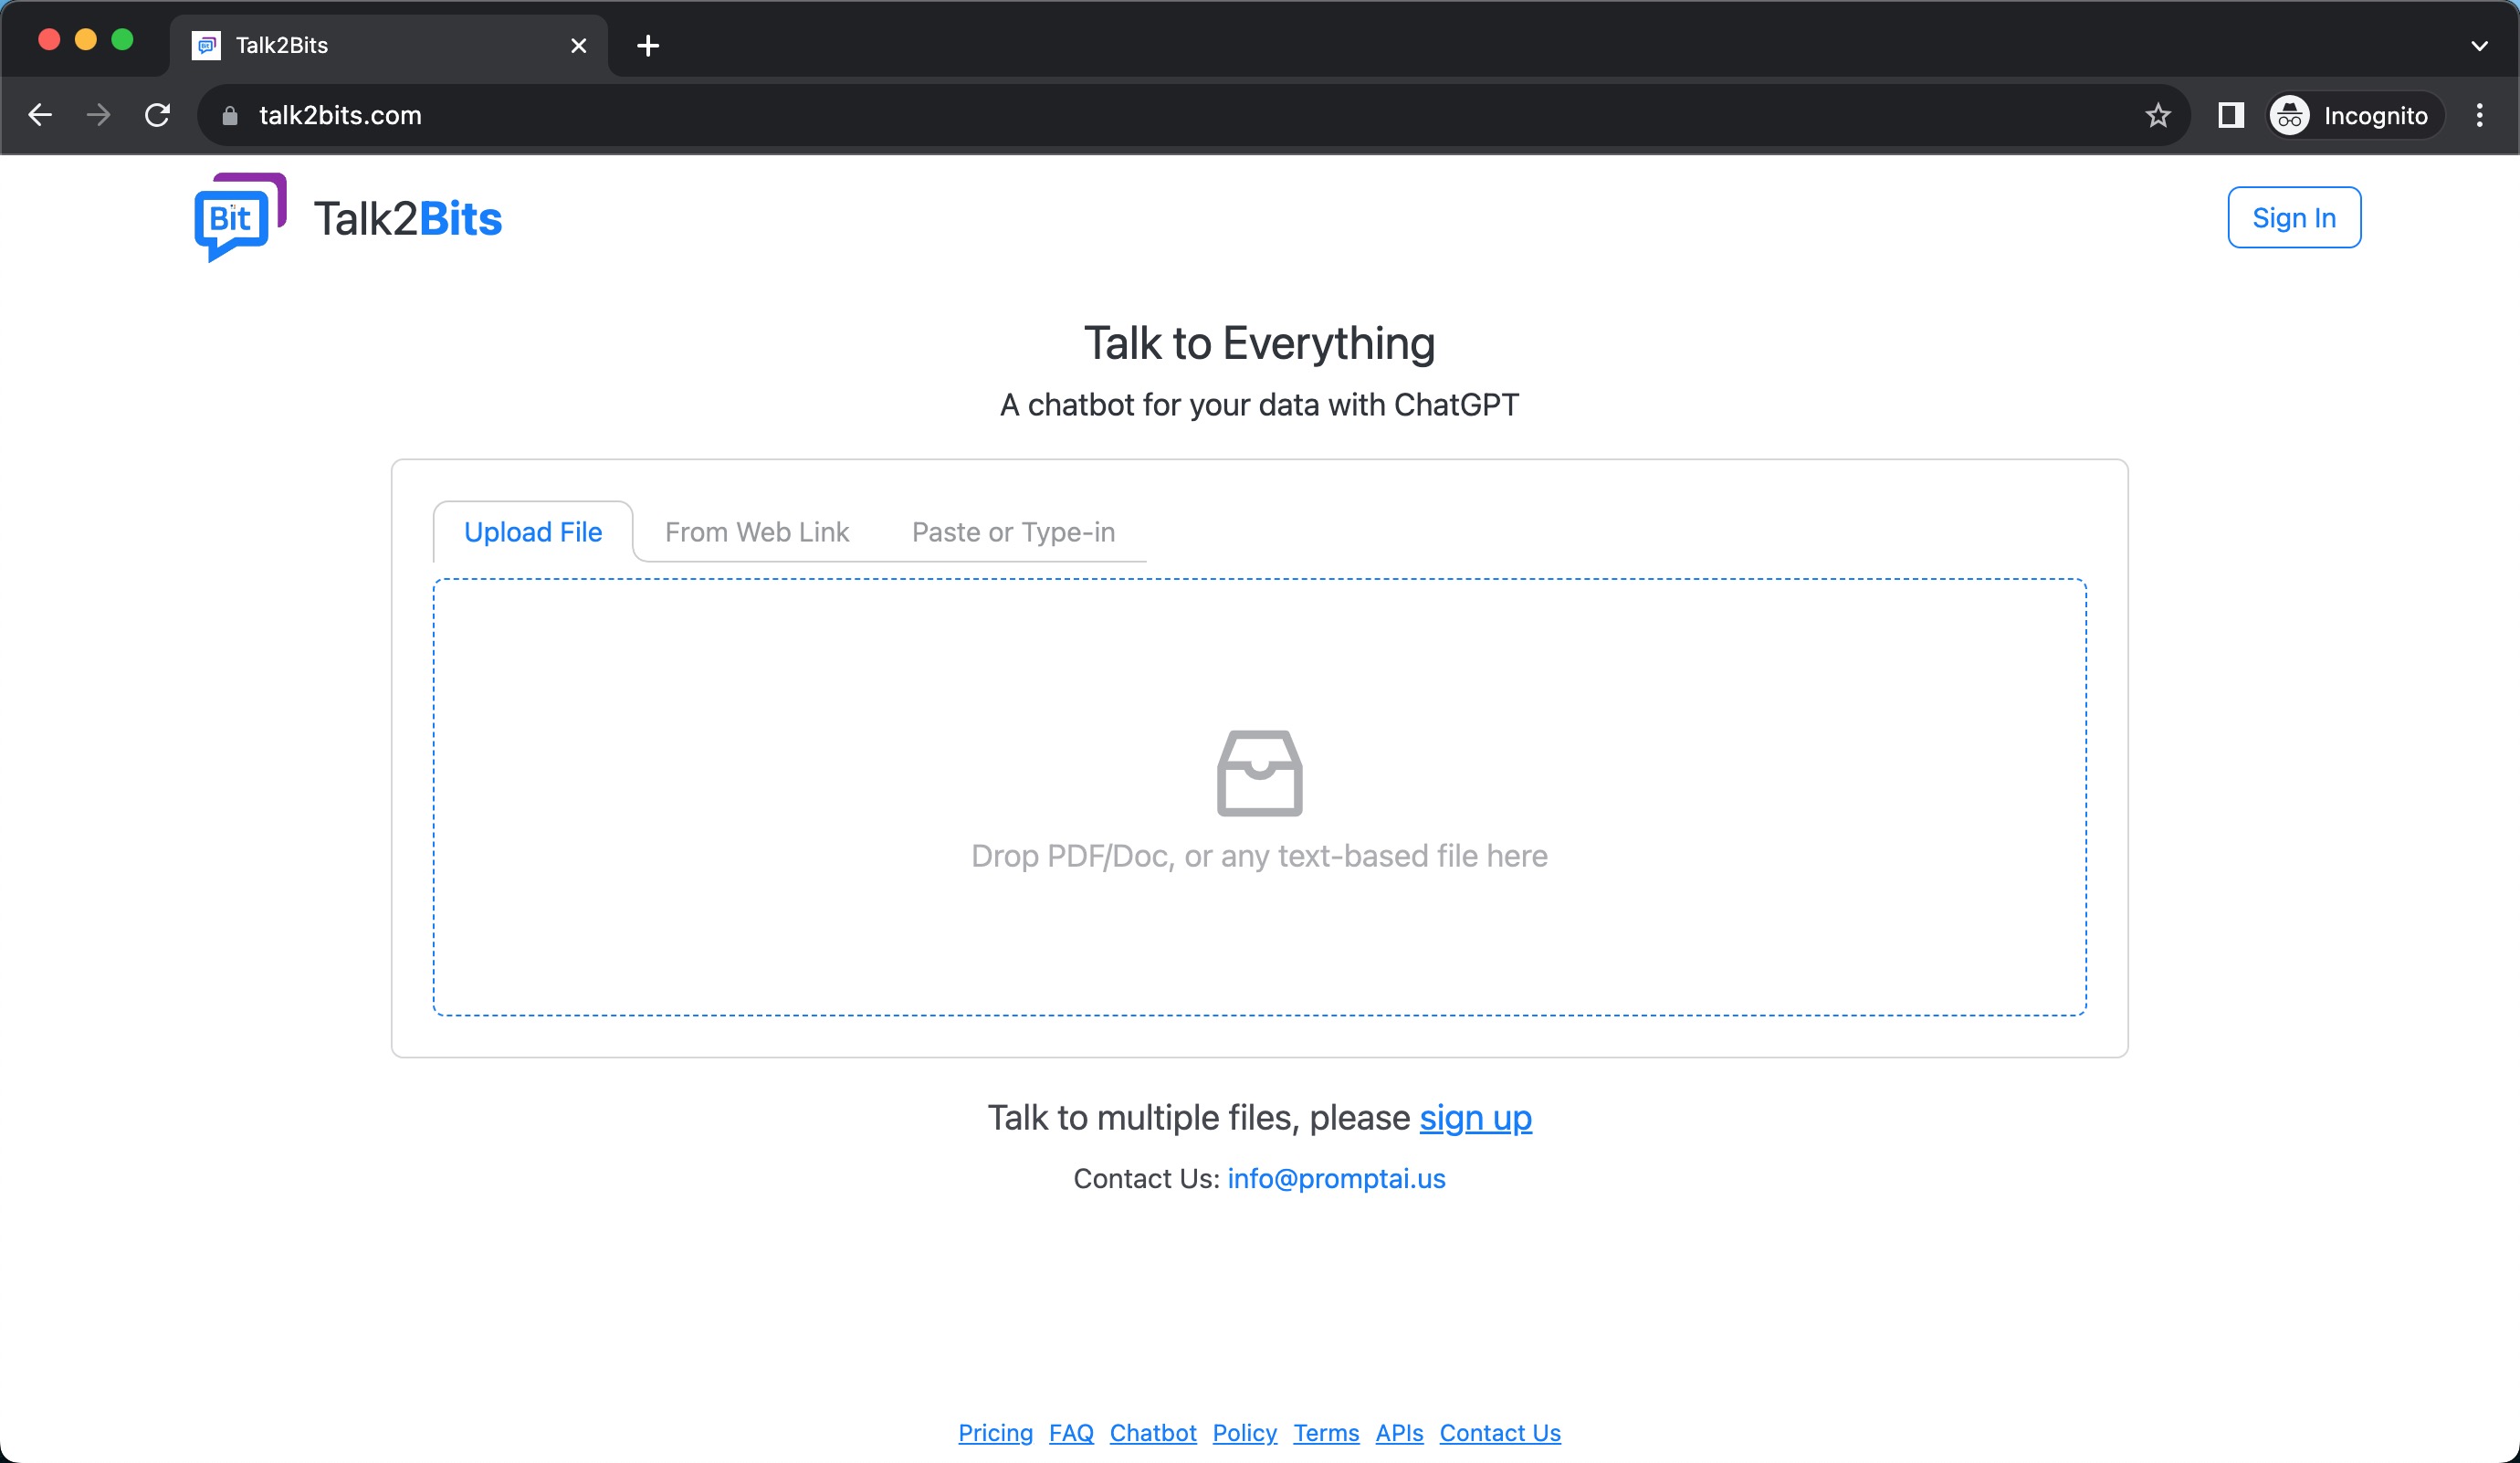 Talk2Bits
talk2bits.com
Incognito
Bit
Talk2Bits
Sign In
Talk to Everything
A chatbot for your data with ChatGPT
Upload File
From Web Link
Paste or Type-in
Drop PDF/Doc, or any text-based file here
Talk to multiple files, please sign up
Contact Us: info@promptai.us
Pricing FAQ Chatbot Policy Terms APIs Contact Us